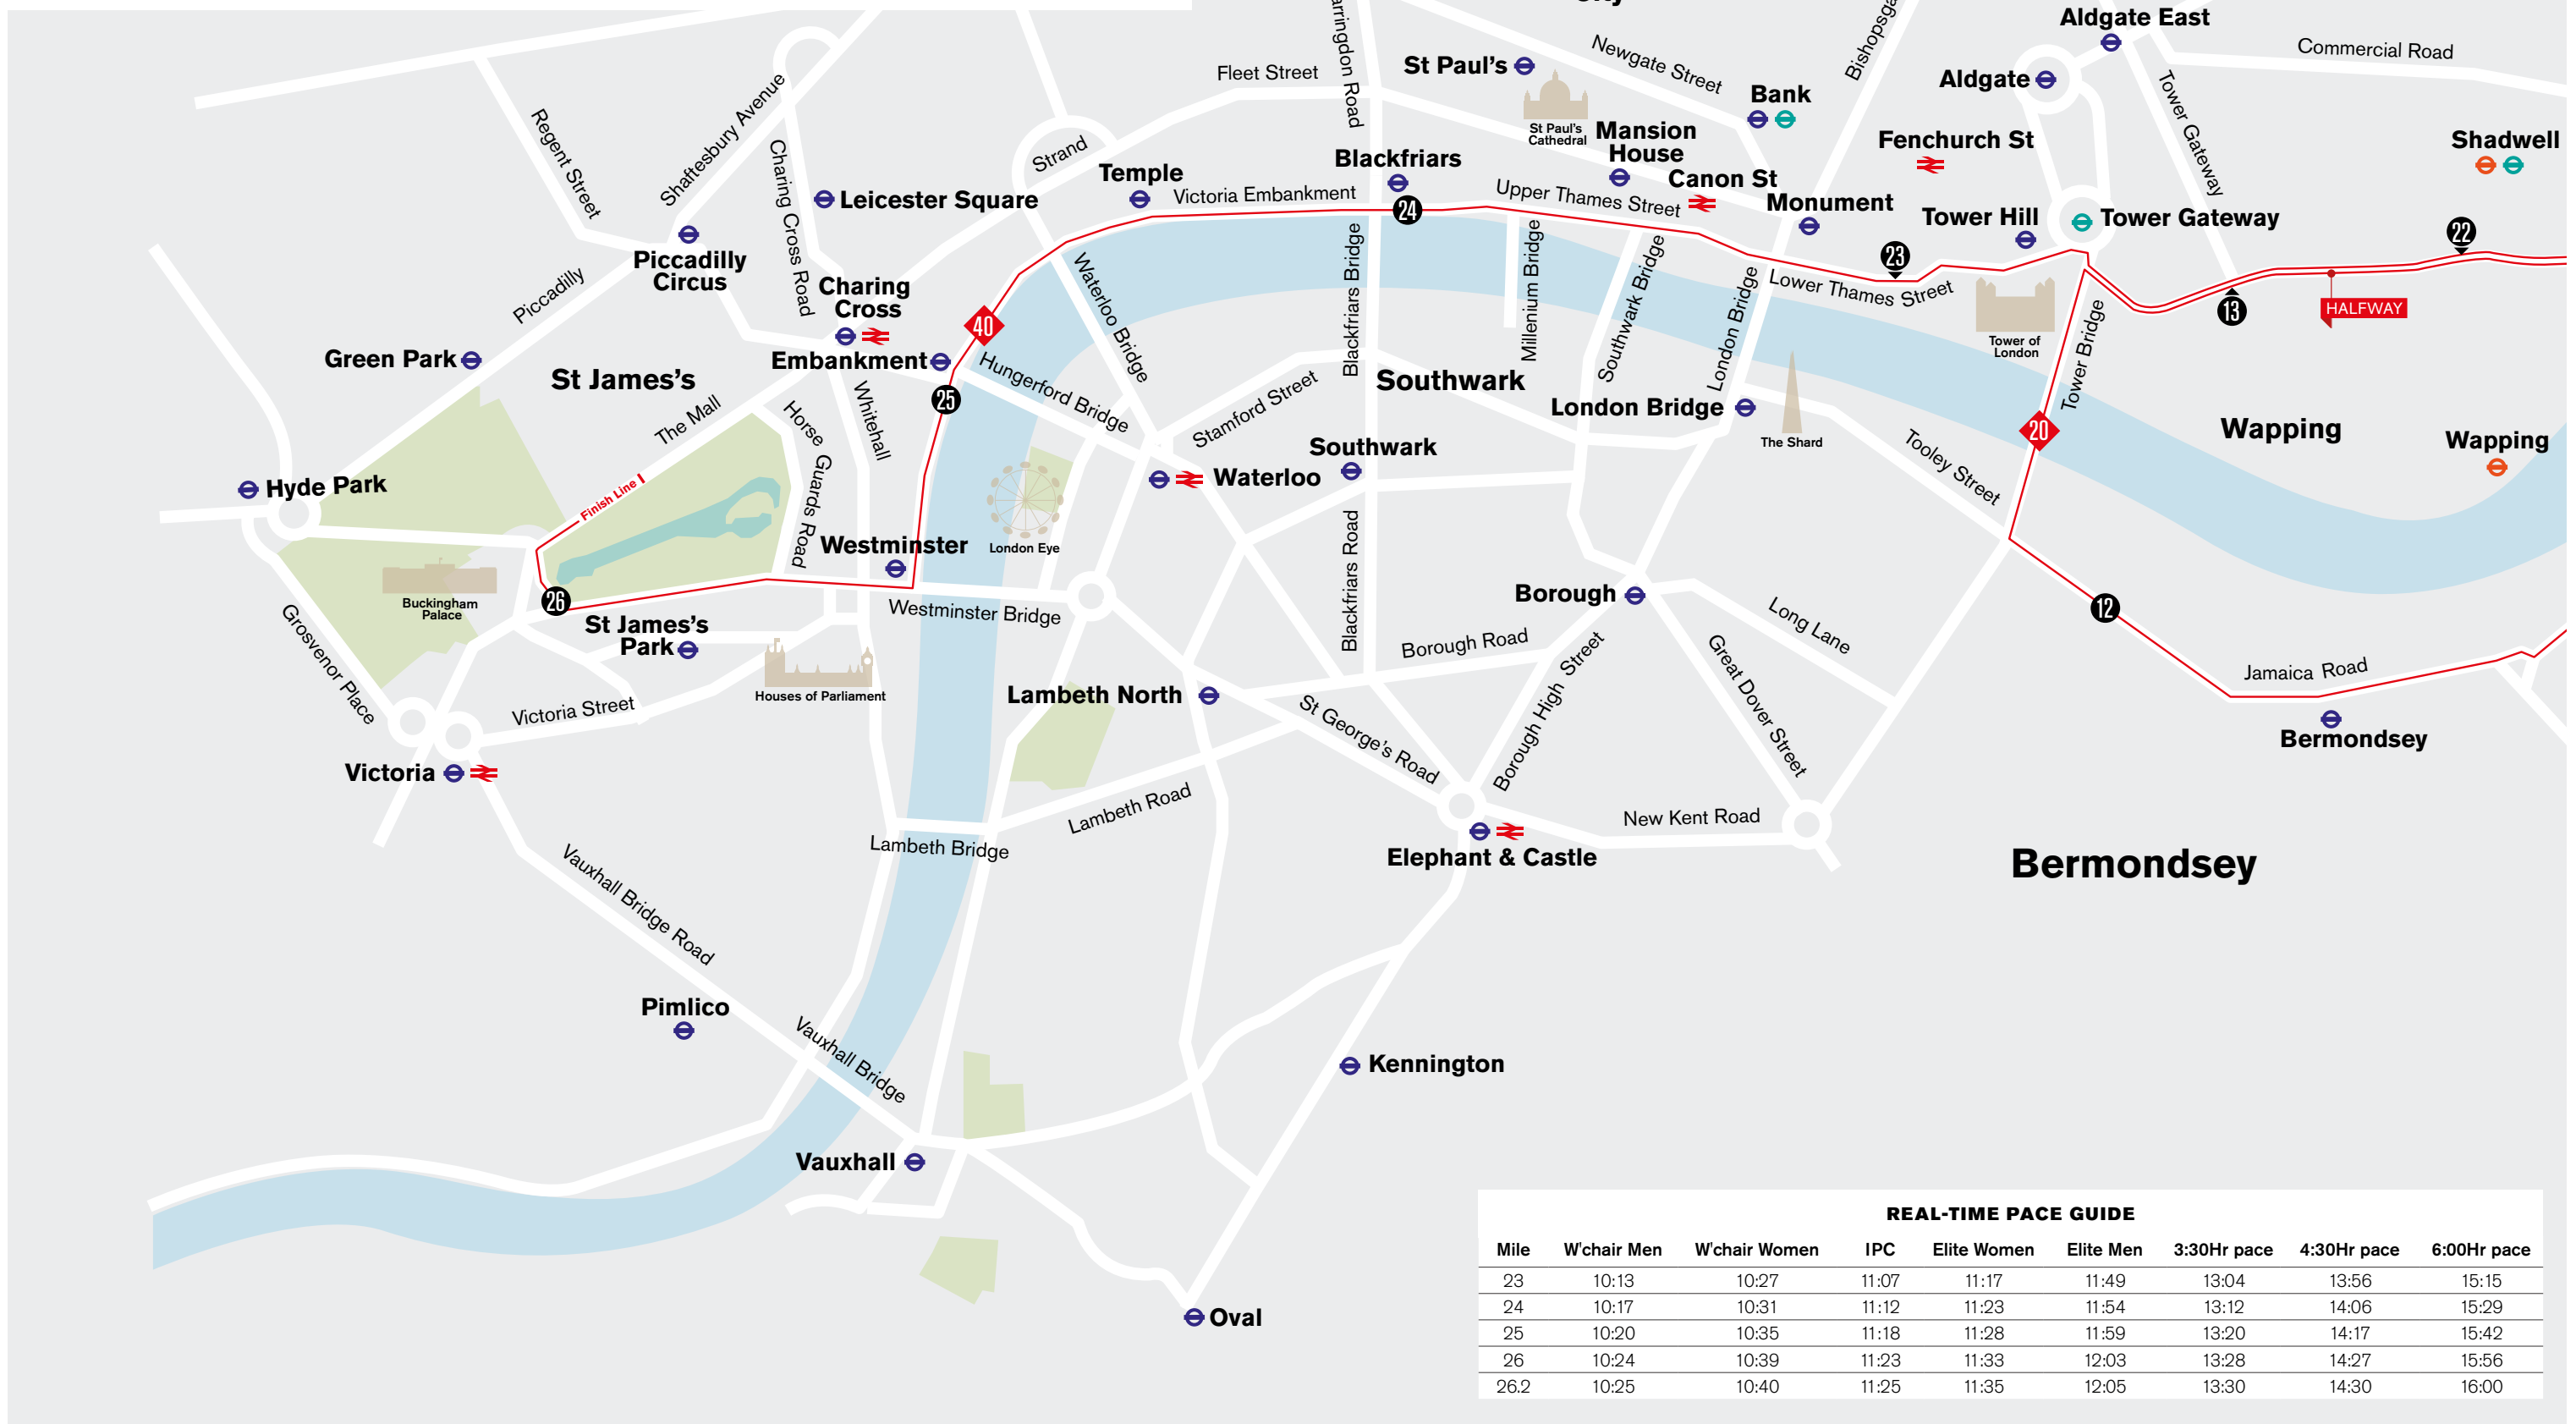 Aldgate East
Commercial Road
Newgate Street
Fleet Street
St Paul's
Aldgate
Tower Gateway
Bank
Regent Street
Shaftesbury Avenue
Charing Cross Road
Strand
St Paul's
Cathedral
Mansion
House
Fenchurch St
Shadwell
Blackfriars
Temple
Canon St
Victoria Embankment
Upper Thames Street
Leicester Square
Monument
Tower Hill
Tower Gateway
24
22
23
Piccadilly
Circus
Piccadilly
Charing
Cross
Waterloo Bridge
Blackfriars Bridge
Millenium Bridge
Southwark Bridge
London Bridge
Lower Thames Street
13
HALFWAY
40
Tower of
London
Tower Bridge
Green Park
St James's
Embankment
Hungerford Bridge
Southwark
25
The Mall
Horse Guards Road
Whitehall
Stamford Street
London Bridge
The Shard
20
Wapping
Wapping
Southwark
Tooley Street
Waterloo
Hyde Park
Finish Line
Westminster
London Eye
Blackfriars Road
26
Buckingham
Palace
Westminster Bridge
Borough
12
Grosvenor Place
St James's
Park
Borough Road
Long Lane
Great Dover Street
Houses of Parliament
Lambeth North
Jamaica Road
Victoria Street
St George's Road
Borough High Street
Bermondsey
Victoria
Lambeth Road
New Kent Road
Lambeth Bridge
Elephant & Castle
Bermondsey
Vauxhall Bridge Road
Pimlico
Vauxhall Bridge
Kennington
Vauxhall
Oval
REAL-TIME PACE GUIDE
Mile W'chair Men W'chair Women IPC Elite Women Elite Men 3:30Hr pace 4:30Hr pace 6:00Hr pace
23 10:13 10:27 11:07 11:17 11:49 13:04 13:56 15:15
24 10:17 10:31 11:12 11:23 11:54 13:12 14:06 15:29
25 10:20 10:35 11:18 11:28 11:59 13:20 14:17 15:42
26 10:24 10:39 11:23 11:33 12:03 13:28 14:27 15:56
26.2 10:25 10:40 11:25 11:35 12:05 13:30 14:30 16:00